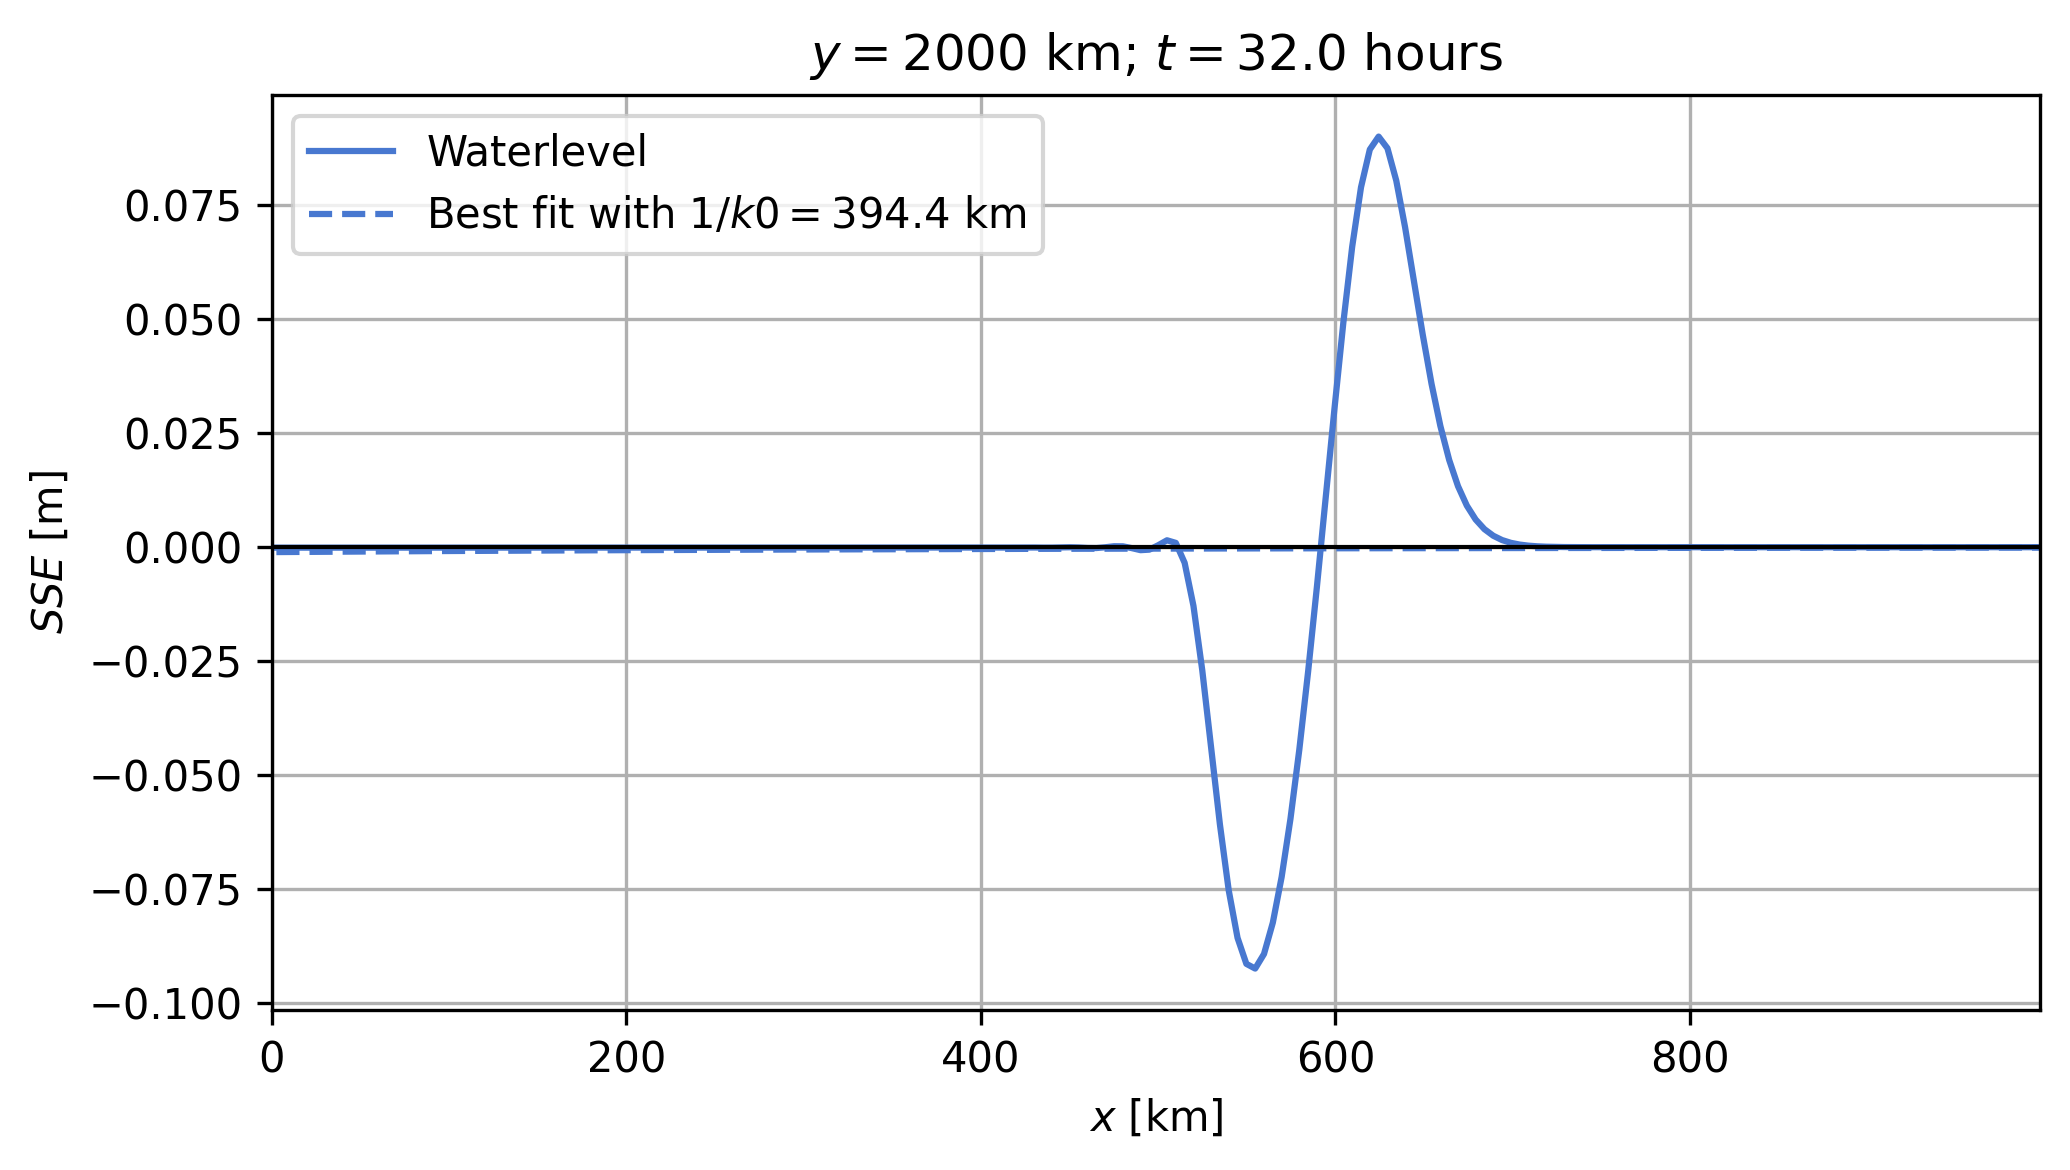 y = 2000 km; t = 32.0 hours
Waterlevel
Best fit with 1/k0 = 394.4 km
0.075
0.050
0.025
0.000
−0.025
−0.050
−0.075
−0.100
SSE [m]
0 200 400 600 800
x [km]